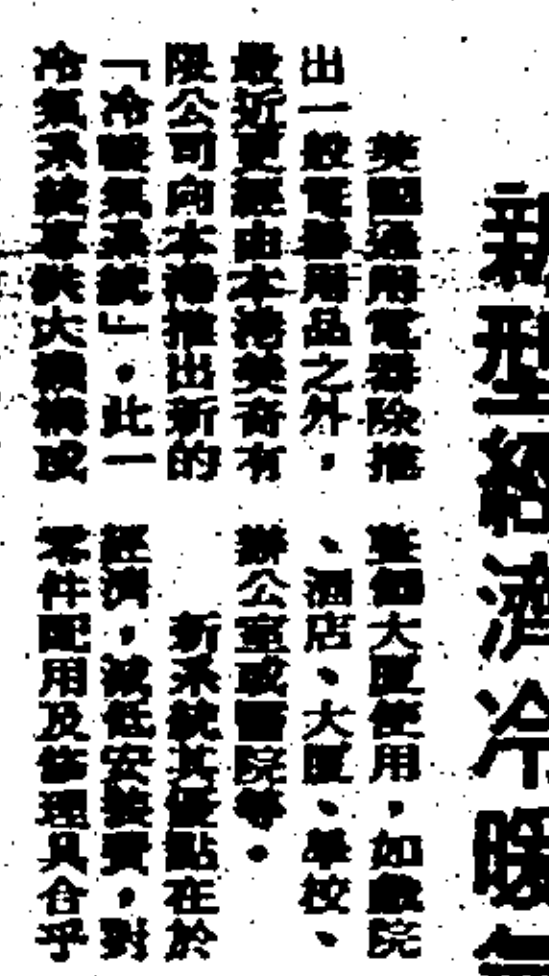 新型經濟冷暖氣
英國通用電器除推
出一般電器用品之外，
最近更經由本港英商有
限公司向本港推出新的
「冷暖氣系統」，此一
冷氣系統專供大機構或
整個大厦使用，如戲院
、酒店、大厦、學校、
辦公室或醫院等。
新系統其優點在於
經濟，減低安裝費，對
零件配用及修理具合乎